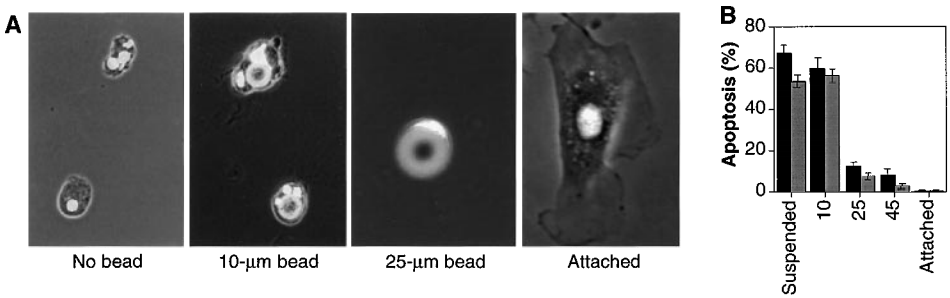 A
No bead
10-µm bead
25-µm bead
Attached
B
Apoptosis (%)
80
60
40
20
0
Suspended
10
25
45
Attached